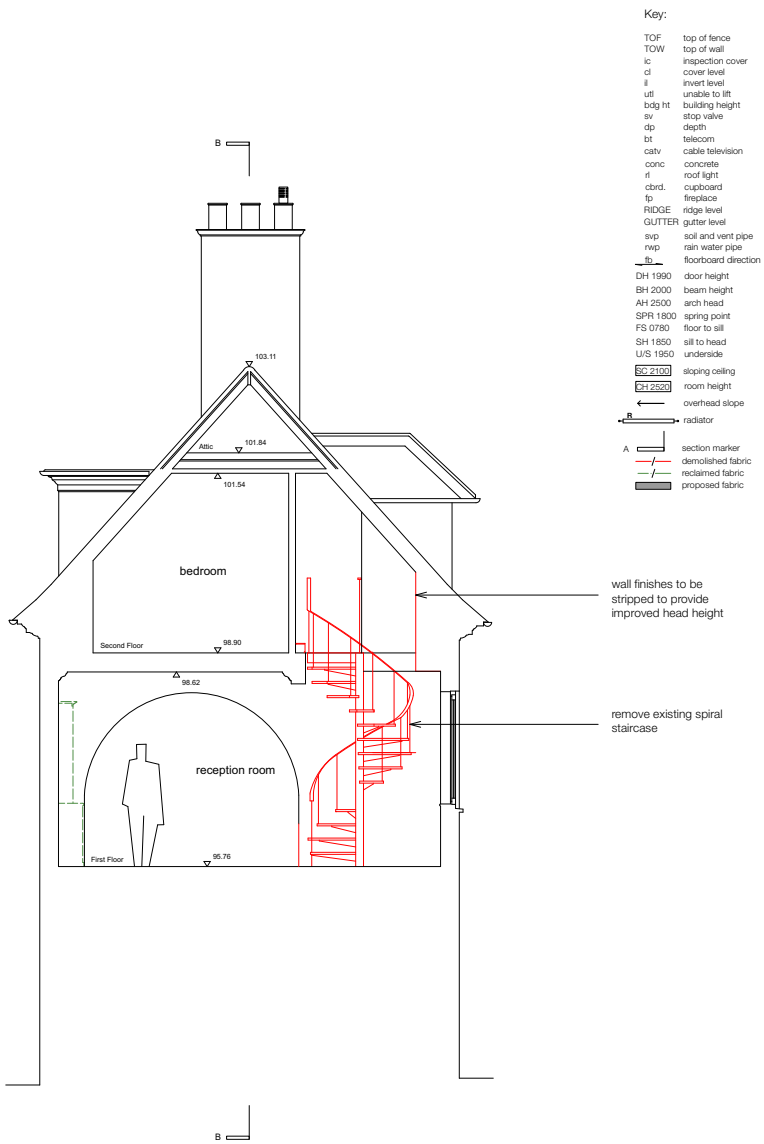 Key:
TOF top of fence
TOW top of wall
ic inspection cover
cl cover level
il invert level
utl unable to lift
bdg ht building height
sv stop valve
dp depth
bt telecom
catv cable television
conc concrete
rl roof light
cbrd. cupboard
fp fireplace
RIDGE ridge level
GUTTER gutter level
svp soil and vent pipe
rwp rain water pipe
fb floorboard direction
DH 1990 door height
BH 2000 beam height
AH 2500 arch head
SPR 1800 spring point
FS 0780 floor to sill
SH 1850 sill to head
U/S 1950 underside
SC 2100 sloping ceiling
CH 2520 room height
overhead slope
R radiator
A section marker
demolished fabric
reclaimed fabric
proposed fabric
B
103.11
Attic 101.84
101.54
bedroom
wall finishes to be
stripped to provide
improved head height
Second Floor 98.90
98.62
remove existing spiral
staircase
reception room
First Floor 95.76
B